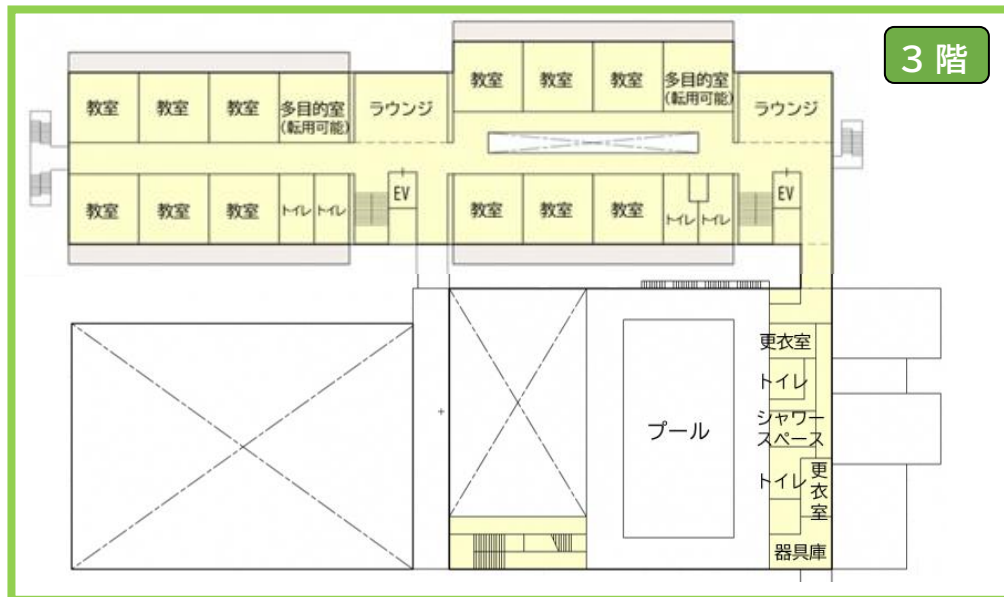 3 階
教室 教室 教室 多目的室 ラウンジ 教室 教室 教室 多目的室 ラウンジ
(転用可能) (転用可能)
教室 教室 教室 トイレ トイレ EV 教室 教室 教室 トイレ トイレ EV
更衣室
トイレ
プール
シャワー
スペース
トイレ
更衣室
器具庫